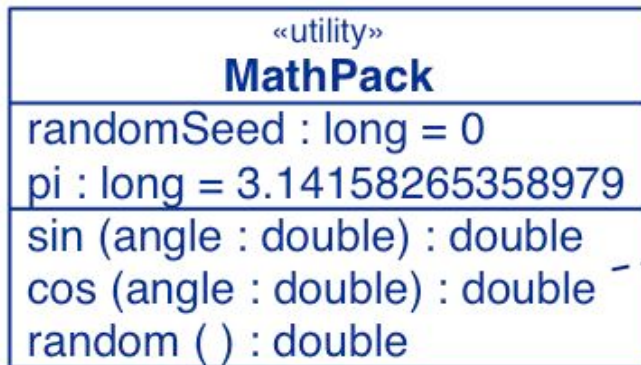 «utility»
MathPack
randomSeed : long = 0
pi : long = 3.14158265358979
sin (angle : double) : double
cos (angle : double) : double
random ( ) : double